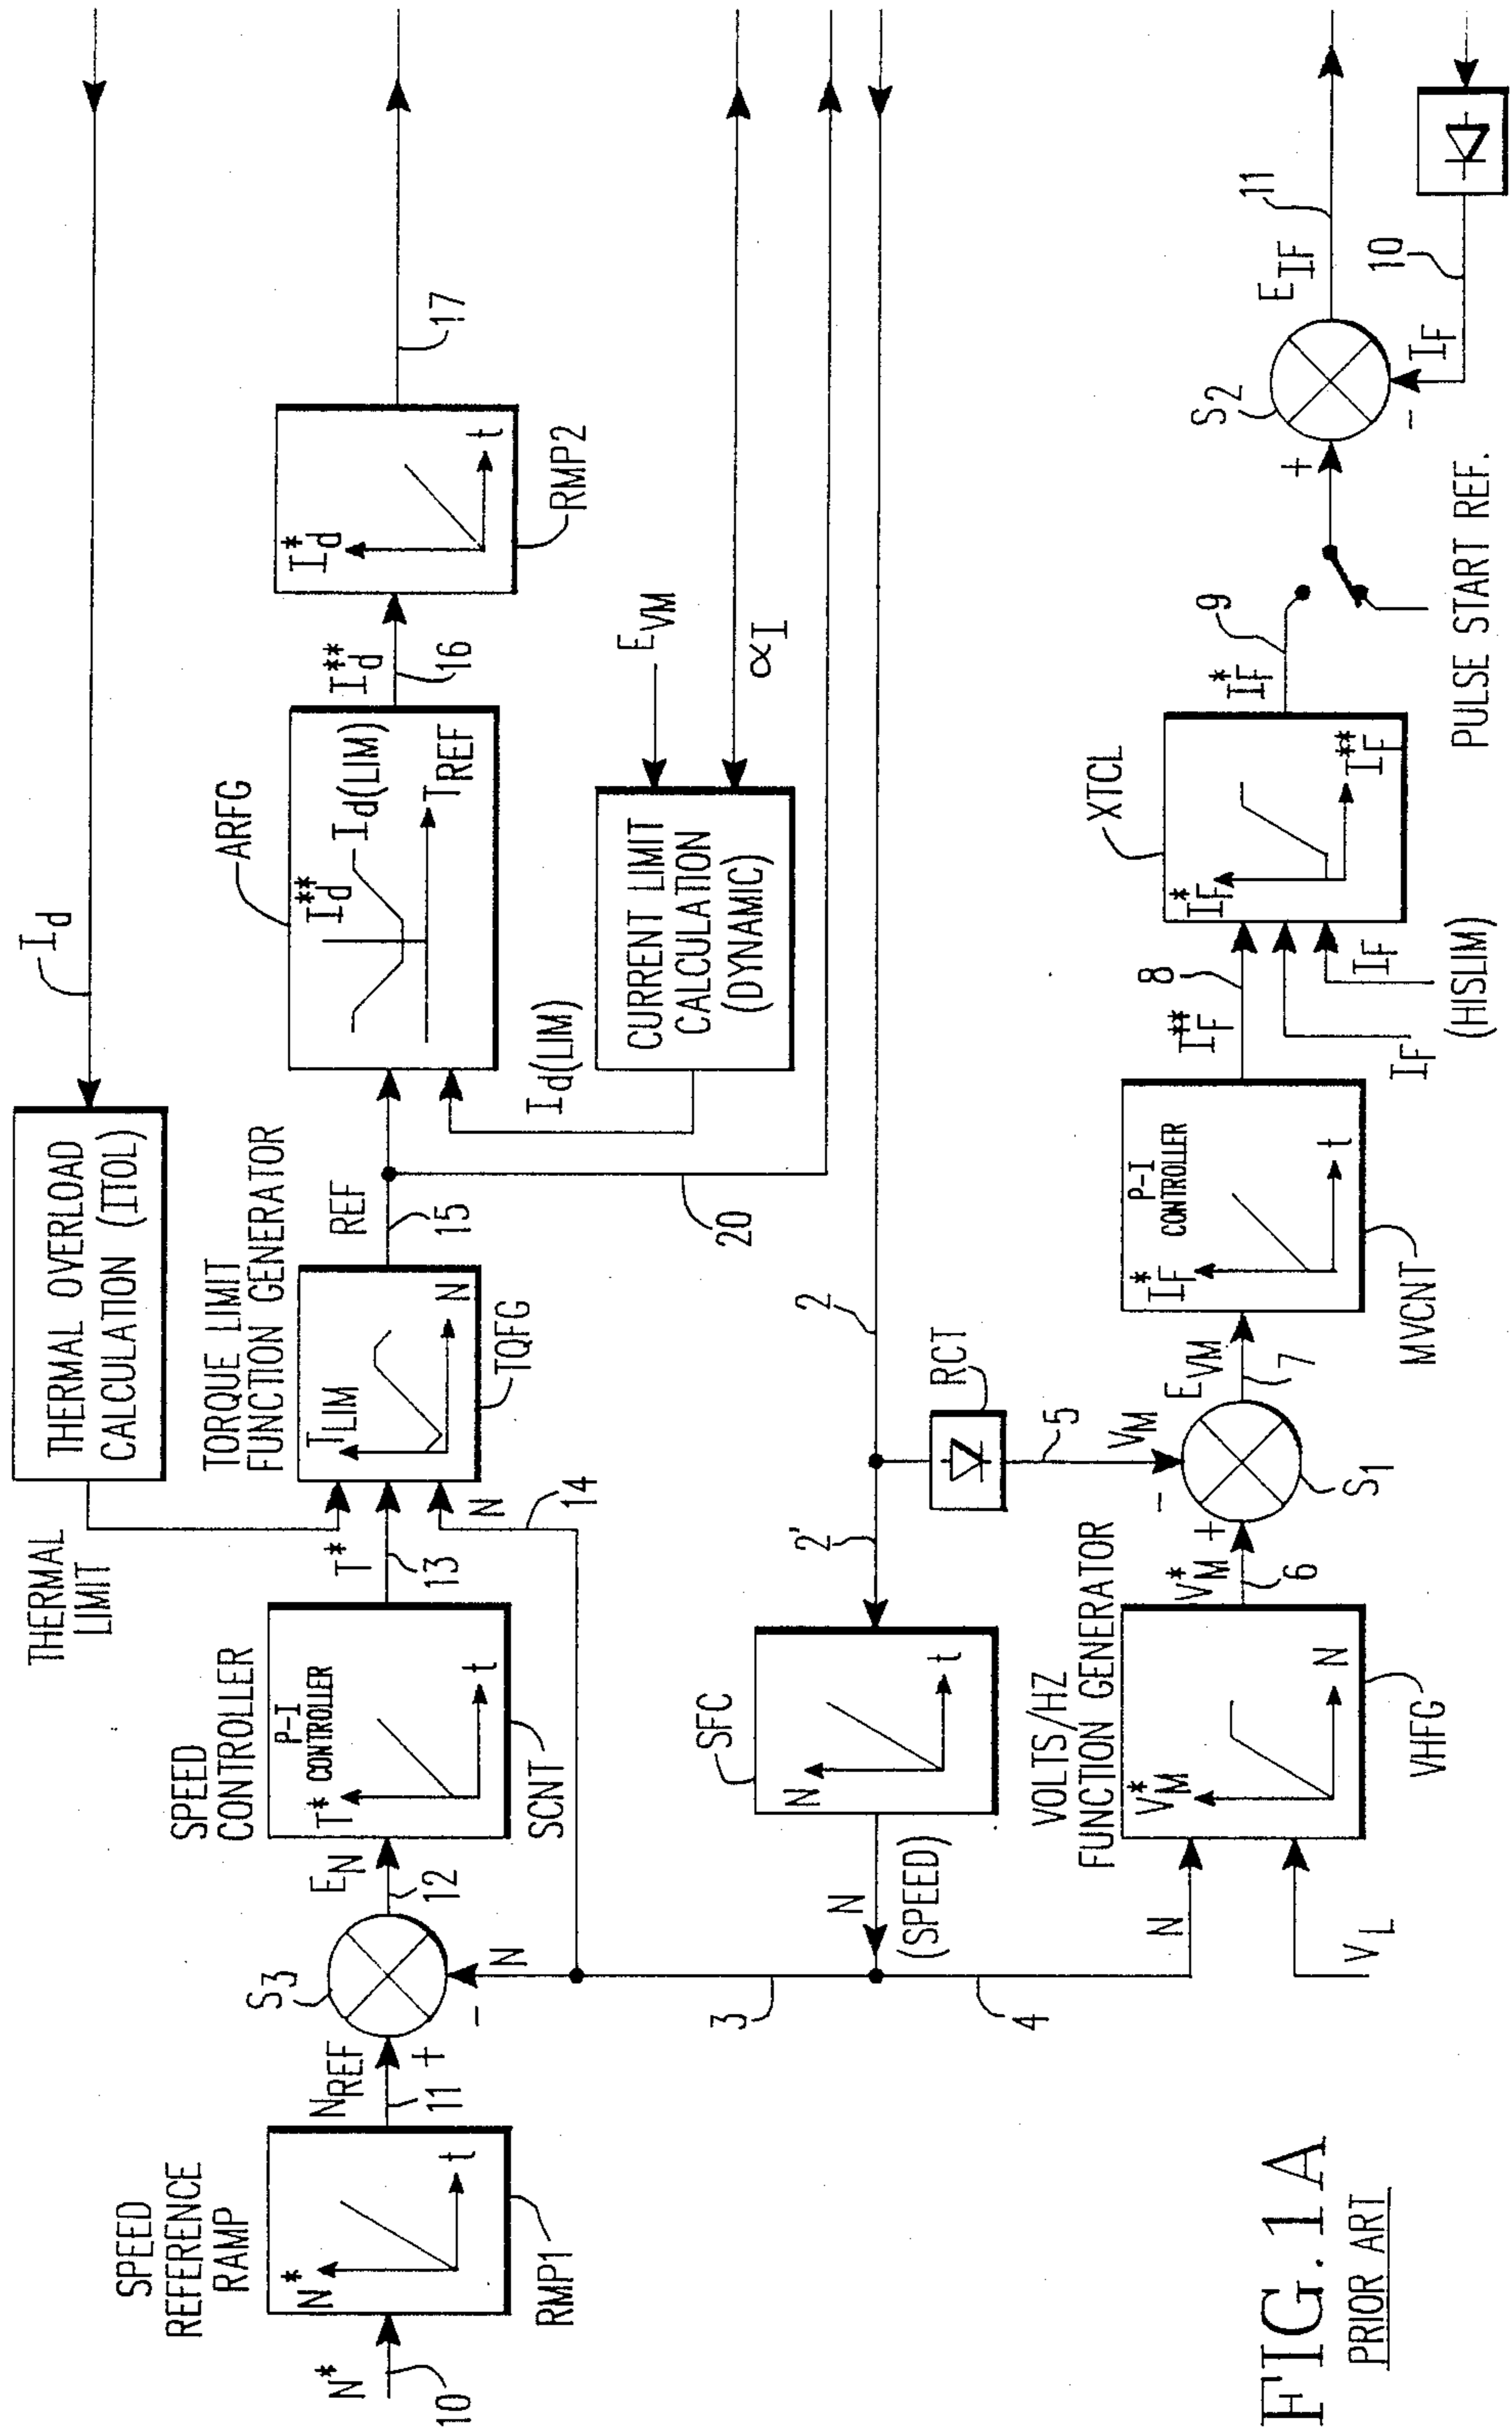 I_d
THERMAL OVERLOAD
CALCULATION (ITOL)
THERMAL
LIMIT
SPEED
REFERENCE
RAMP
N*
10
N*
t
RMP1
N_REF
11
+
S_3
-
N
E_N
12
SPEED
CONTROLLER
P-I
CONTROLLER
T*
t
SCNT
T*
13
N
14
TORQUE LIMIT
FUNCTION GENERATOR
T_LIM
N
TQFG
REF
15
20
ARFG
I_d**
I_d(LIM)
T_REF
I_d**
16
I_d*
t
RMP2
17
I_d(LIM)
CURRENT LIMIT
CALCULATION
(DYNAMIC)
E_VM
∝I
2
2'
SFC
N
t
N
(SPEED)
3
4
RCT
5
V_M
N
V_L
VOLTS/HZ
FUNCTION GENERATOR
V_M*
N
VHFG
V_M*
6
+
-
S_1
E_VM
7
P-I
CONTROLLER
I_F*
t
MVCNT
I_F**
8
I_F
I_F
(HISLIM)
XTCL
I_F*
I_F**
I_F*
9
PULSE START REF.
+
S_2
-
I_F
10
E_IF
11
FIG. 1A
PRIOR ART